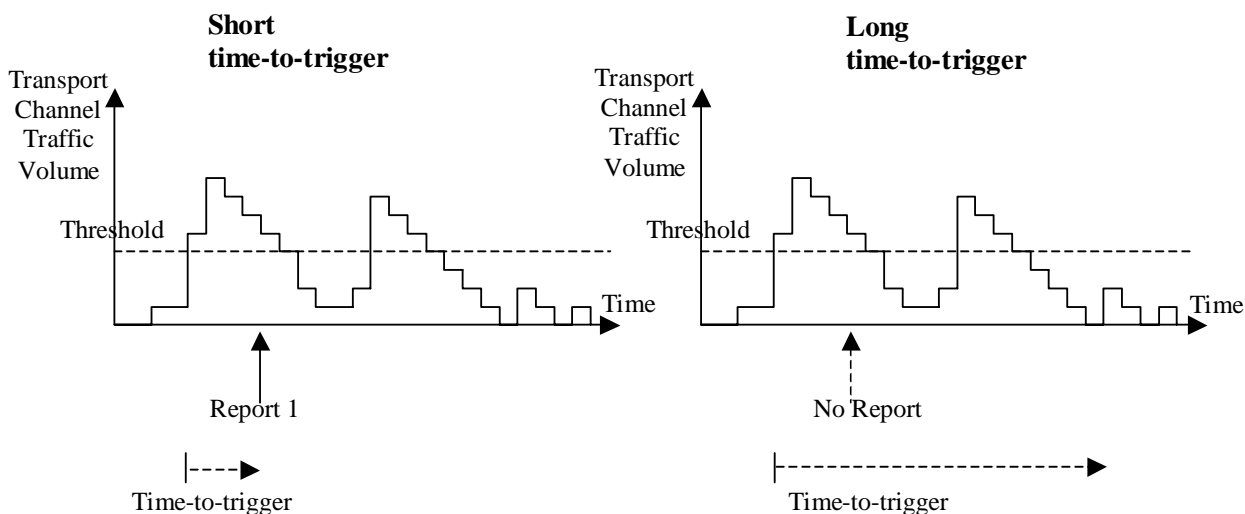 Short
time-to-trigger
Transport
Channel
Traffic
Volume
Threshold
Time
Report 1
Time-to-trigger
Long
time-to-trigger
Transport
Channel
Traffic
Volume
Threshold
Time
No Report
Time-to-trigger